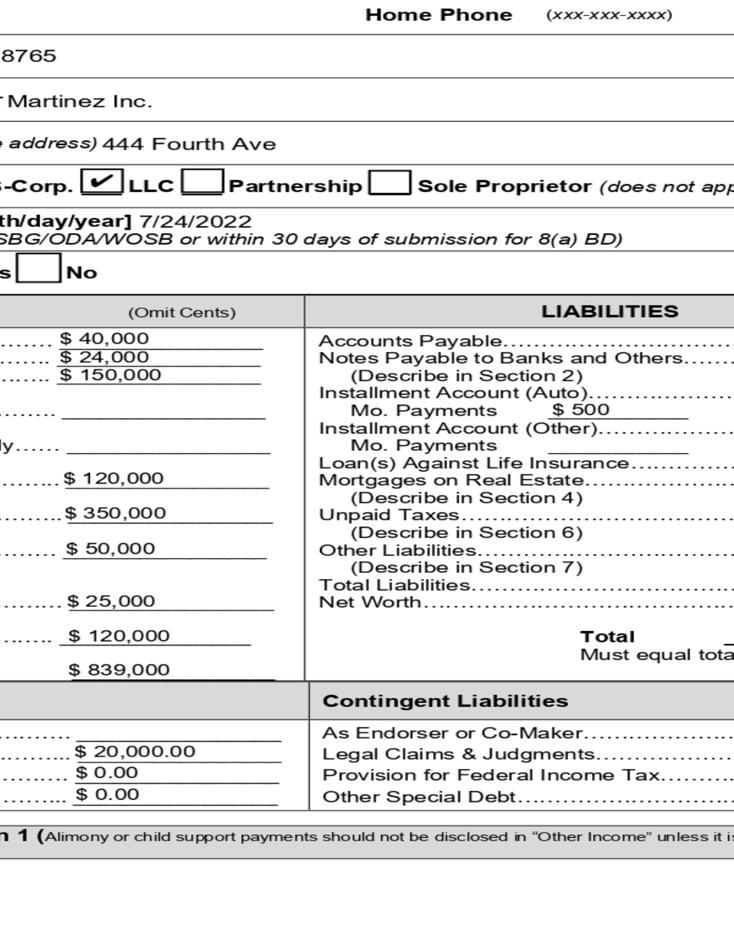 Home Phone (xxx-xxx-xxxx)
8765
Martinez Inc.
address) 444 Fourth Ave
-Corp. ✔ LLC Partnership Sole Proprietor (does not app
th/day/year] 7/24/2022
SBG/ODA/WOSB or within 30 days of submission for 8(a) BD)
s No
(Omit Cents) LIABILITIES
....... $ 40,000 Accounts Payable
....... $ 24,000 Notes Payable to Banks and Others
....... $ 150,000 (Describe in Section 2)
Installment Account (Auto)
Mo. Payments $ 500
Installment Account (Other)
ly...... Mo. Payments
Loan(s) Against Life Insurance
$ 120,000 Mortgages on Real Estate
(Describe in Section 4)
$ 350,000 Unpaid Taxes
(Describe in Section 6)
$ 50,000 Other Liabilities
(Describe in Section 7)
Total Liabilities
$ 25,000 Net Worth
$ 120,000 Total
Must equal tota
$ 839,000
Contingent Liabilities
As Endorser or Co-Maker
$ 20,000.00 Legal Claims & Judgments
$ 0.00 Provision for Federal Income Tax
$ 0.00 Other Special Debt
n 1 (Alimony or child support payments should not be disclosed in “Other Income” unless it is